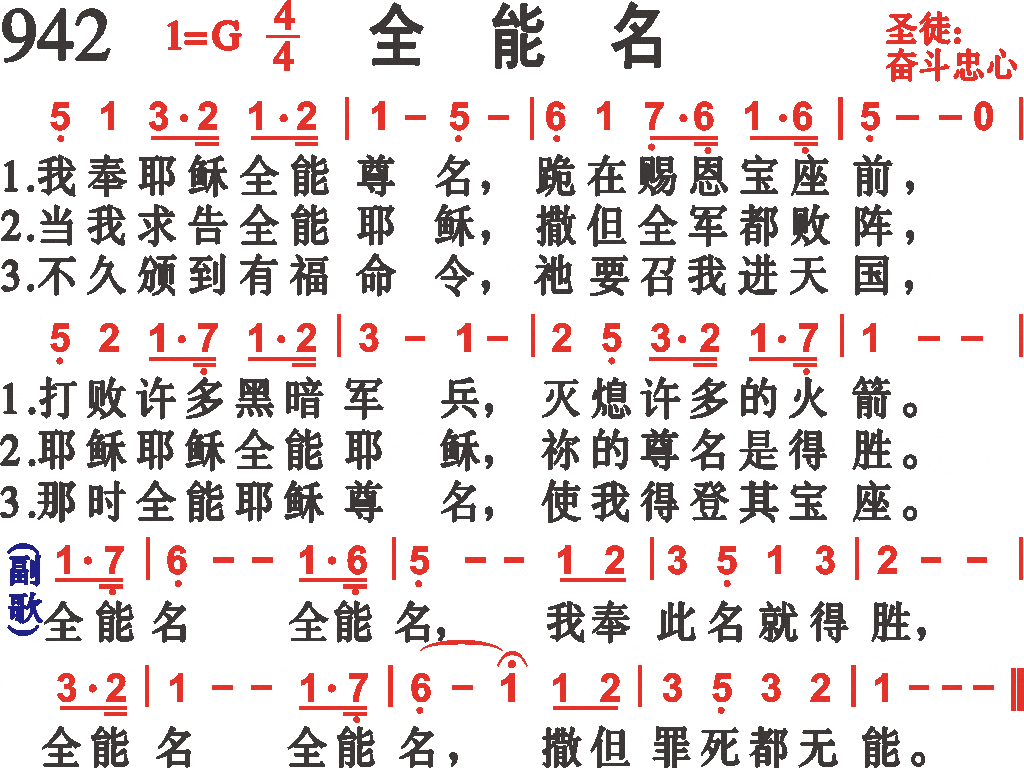 942 1=G 4/4 全能名 圣徒:
奋斗忠心
5 1 3·2 1·2 | 1 - 5 - | 6 1 7·6 1·6 | 5 - - 0 |
1.我奉耶稣全能尊名，跪在赐恩宝座前，
2.当我求告全能耶稣，撒但全军都败阵，
3.不久颁到有福命令，祂要召我进天国，
5 2 1·7 1·2 | 3 - 1 - | 2 5 3·2 1·7 | 1 - - |
1.打败许多黑暗军兵，灭熄许多的火箭。
2.耶稣耶稣全能耶稣，祢的尊名是得胜。
3.那时全能耶稣尊名，使我得登其宝座。
(副歌) 1·7 | 6 - - 1·6 | 5 - - 1 2 | 3 5 1 3 | 2 - - |
全能名 全能名，我奉此名就得胜，
3·2 | 1 - - 1·7 | 6 - 1 1 2 | 3 5 3 2 | 1 - - - ‖
全能名 全能名，撒但罪死都无能。